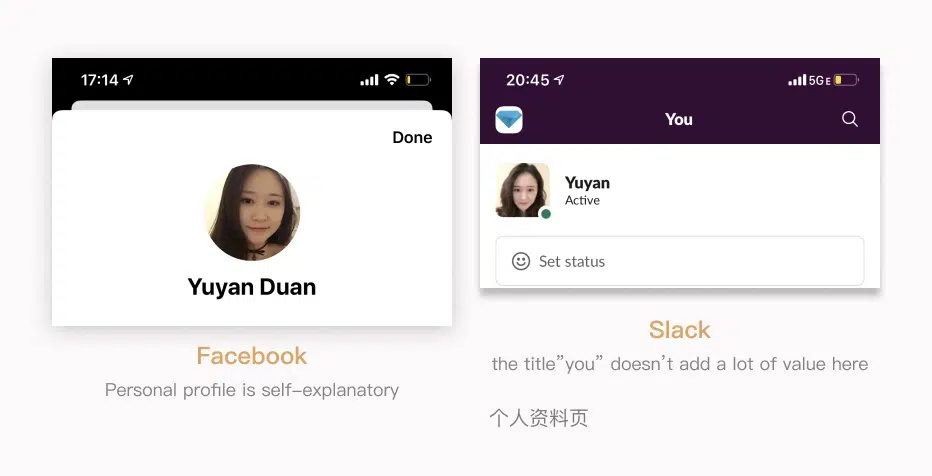 17:14
Done
Yuyan Duan
Facebook
Personal profile is self-explanatory
20:45
5G E
You
Yuyan
Active
Set status
Slack
the title"you" doesn't add a lot of value here
个人资料页